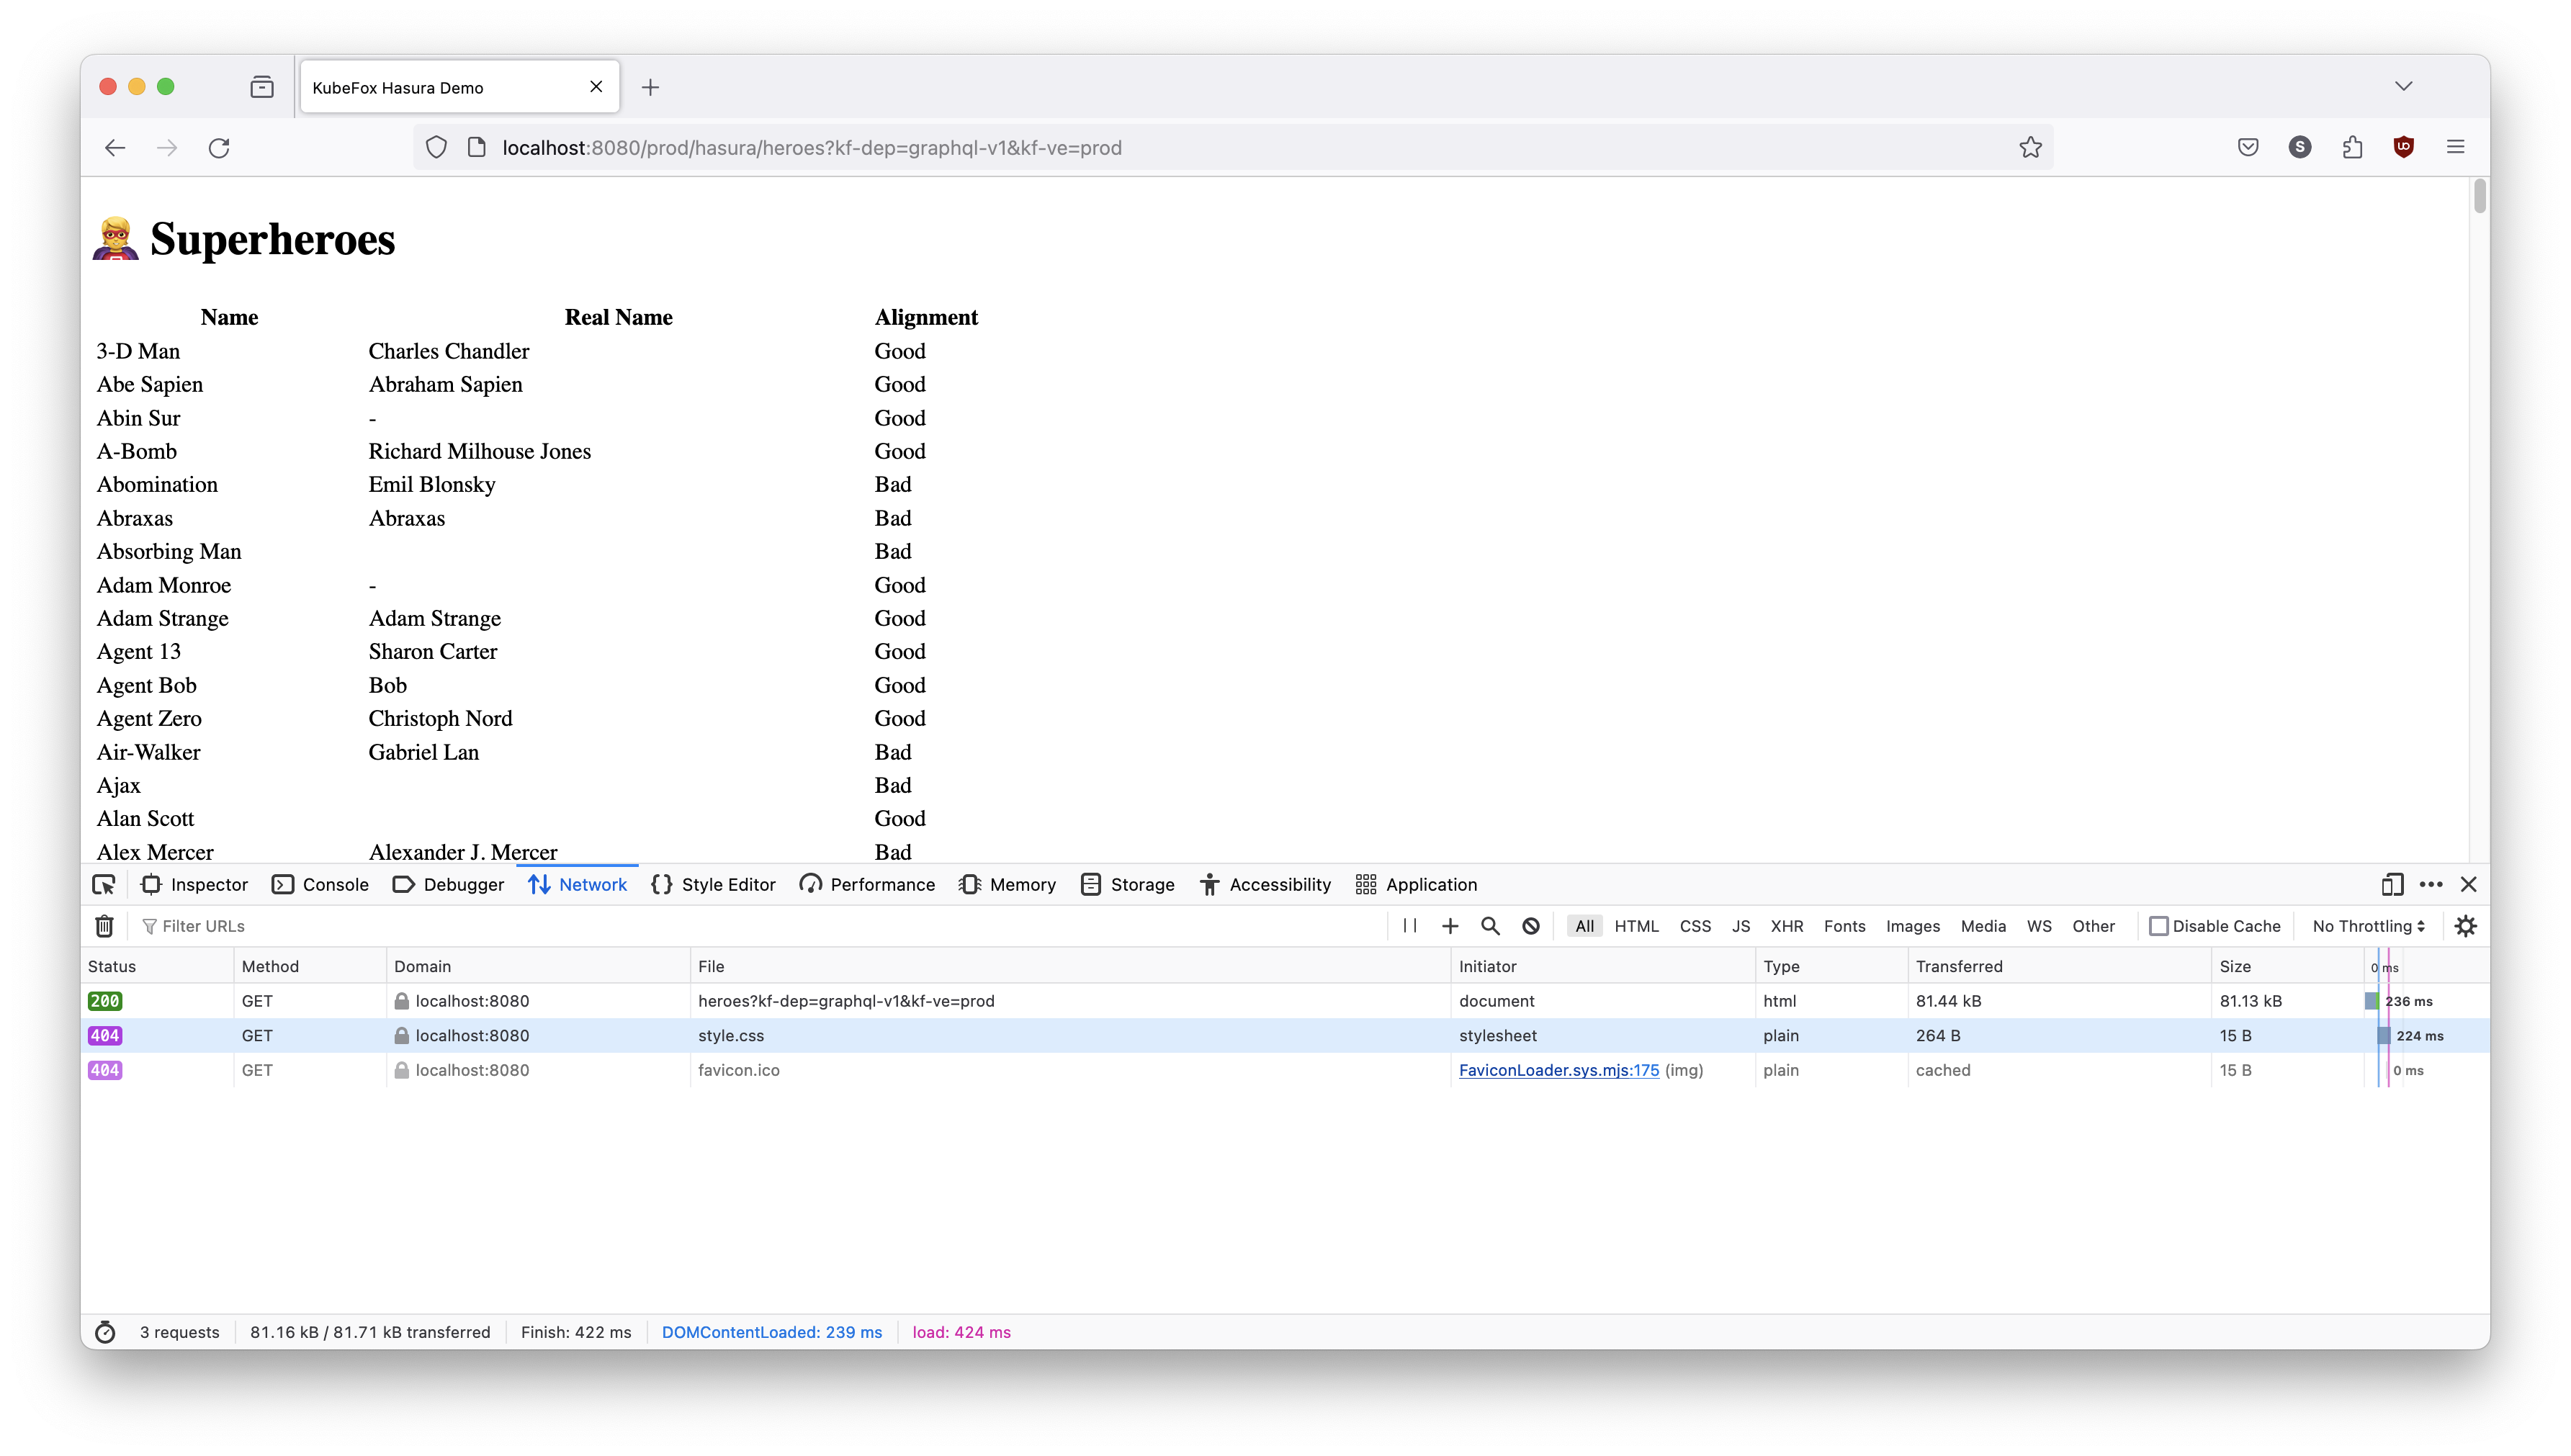 KubeFox Hasura Demo
localhost:8080/prod/hasura/heroes?kf-dep=graphql-v1&kf-ve=prod
S
Superheroes
Name Real Name Alignment
3-D Man Charles Chandler Good
Abe Sapien Abraham Sapien Good
Abin Sur - Good
A-Bomb Richard Milhouse Jones Good
Abomination Emil Blonsky Bad
Abraxas Abraxas Bad
Absorbing Man Bad
Adam Monroe - Good
Adam Strange Adam Strange Good
Agent 13 Sharon Carter Good
Agent Bob Bob Good
Agent Zero Christoph Nord Good
Air-Walker Gabriel Lan Bad
Ajax Bad
Alan Scott Good
Alex Mercer Alexander J. Mercer Bad
Inspector Console Debugger Network Style Editor Performance Memory Storage Accessibility Application
Filter URLs All HTML CSS JS XHR Fonts Images Media WS Other Disable Cache No Throttling
Status Method Domain File Initiator Type Transferred Size 0 ms
200 GET localhost:8080 heroes?kf-dep=graphql-v1&kf-ve=prod document html 81.44 kB 81.13 kB 236 ms
404 GET localhost:8080 style.css stylesheet plain 264 B 15 B 224 ms
404 GET localhost:8080 favicon.ico FaviconLoader.sys.mjs:175 (img) plain cached 15 B 0 ms
3 requests 81.16 kB / 81.71 kB transferred Finish: 422 ms DOMContentLoaded: 239 ms load: 424 ms